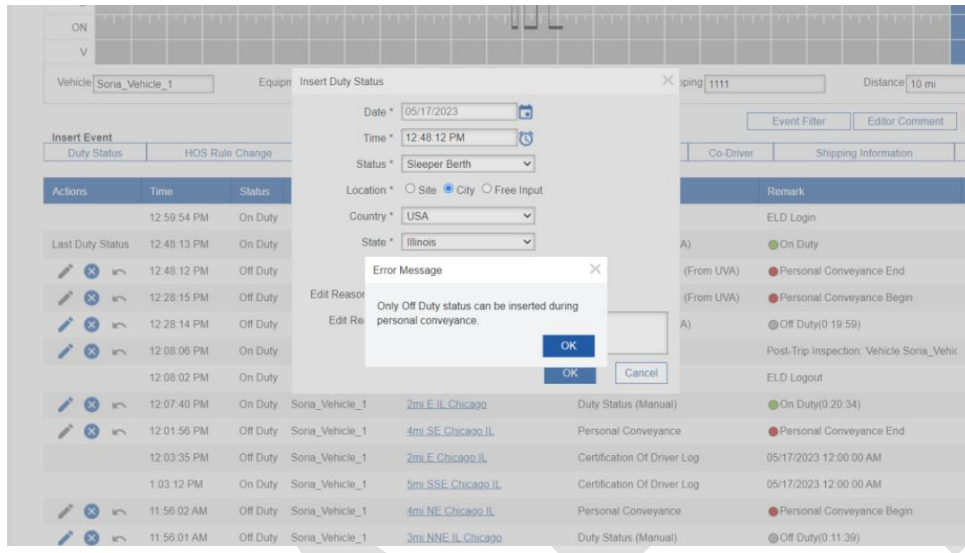 ON
V
Vehicle Soria_Vehicle_1 Equipn Insert Duty Status pping 1111 Distance 10 mi
Date * 05/17/2023
Event Filter Editor Comment
Insert Event
Time * 12:48:12 PM
Duty Status HOS Rule Change Co-Driver Shipping Information
Status * Sleeper Berth
Actions Time Status Location * Site City Free Input Remark
12:59:54 PM On Duty Country * USA ELD Login
Last Duty Status 12:48:13 PM On Duty State * Illinois A) On Duty
12:48:12 PM Off Duty Error Message (From UVA) Personal Conveyance End
12:28:15 PM Off Duty Edit Reason (From UVA) Personal Conveyance Begin
Only Off Duty status can be inserted during
12:28:14 PM Off Duty Edit Re personal conveyance. A) Off Duty(0:19:59)
12:08:06 PM On Duty OK Post-Trip Inspection: Vehicle Soria_Vehic
12:08:02 PM On Duty OK Cancel ELD Logout
12:07:40 PM On Duty Soria_Vehicle_1 2mi E IL Chicago Duty Status (Manual) On Duty(0:20:34)
12:01:56 PM Off Duty Soria_Vehicle_1 4mi SE Chicago IL Personal Conveyance Personal Conveyance End
12:03:35 PM Off Duty Soria_Vehicle_1 2mi E Chicago IL Certification Of Driver Log 05/17/2023 12:00:00 AM
1:03:12 PM On Duty Soria_Vehicle_1 5mi SSE Chicago IL Certification Of Driver Log 05/17/2023 12:00:00 AM
11:56:02 AM Off Duty Soria_Vehicle_1 4mi NE Chicago IL Personal Conveyance Personal Conveyance Begin
11:56:01 AM Off Duty Soria_Vehicle_1 3mi NNE IL Chicago Duty Status (Manual) Off Duty(0:11:39)